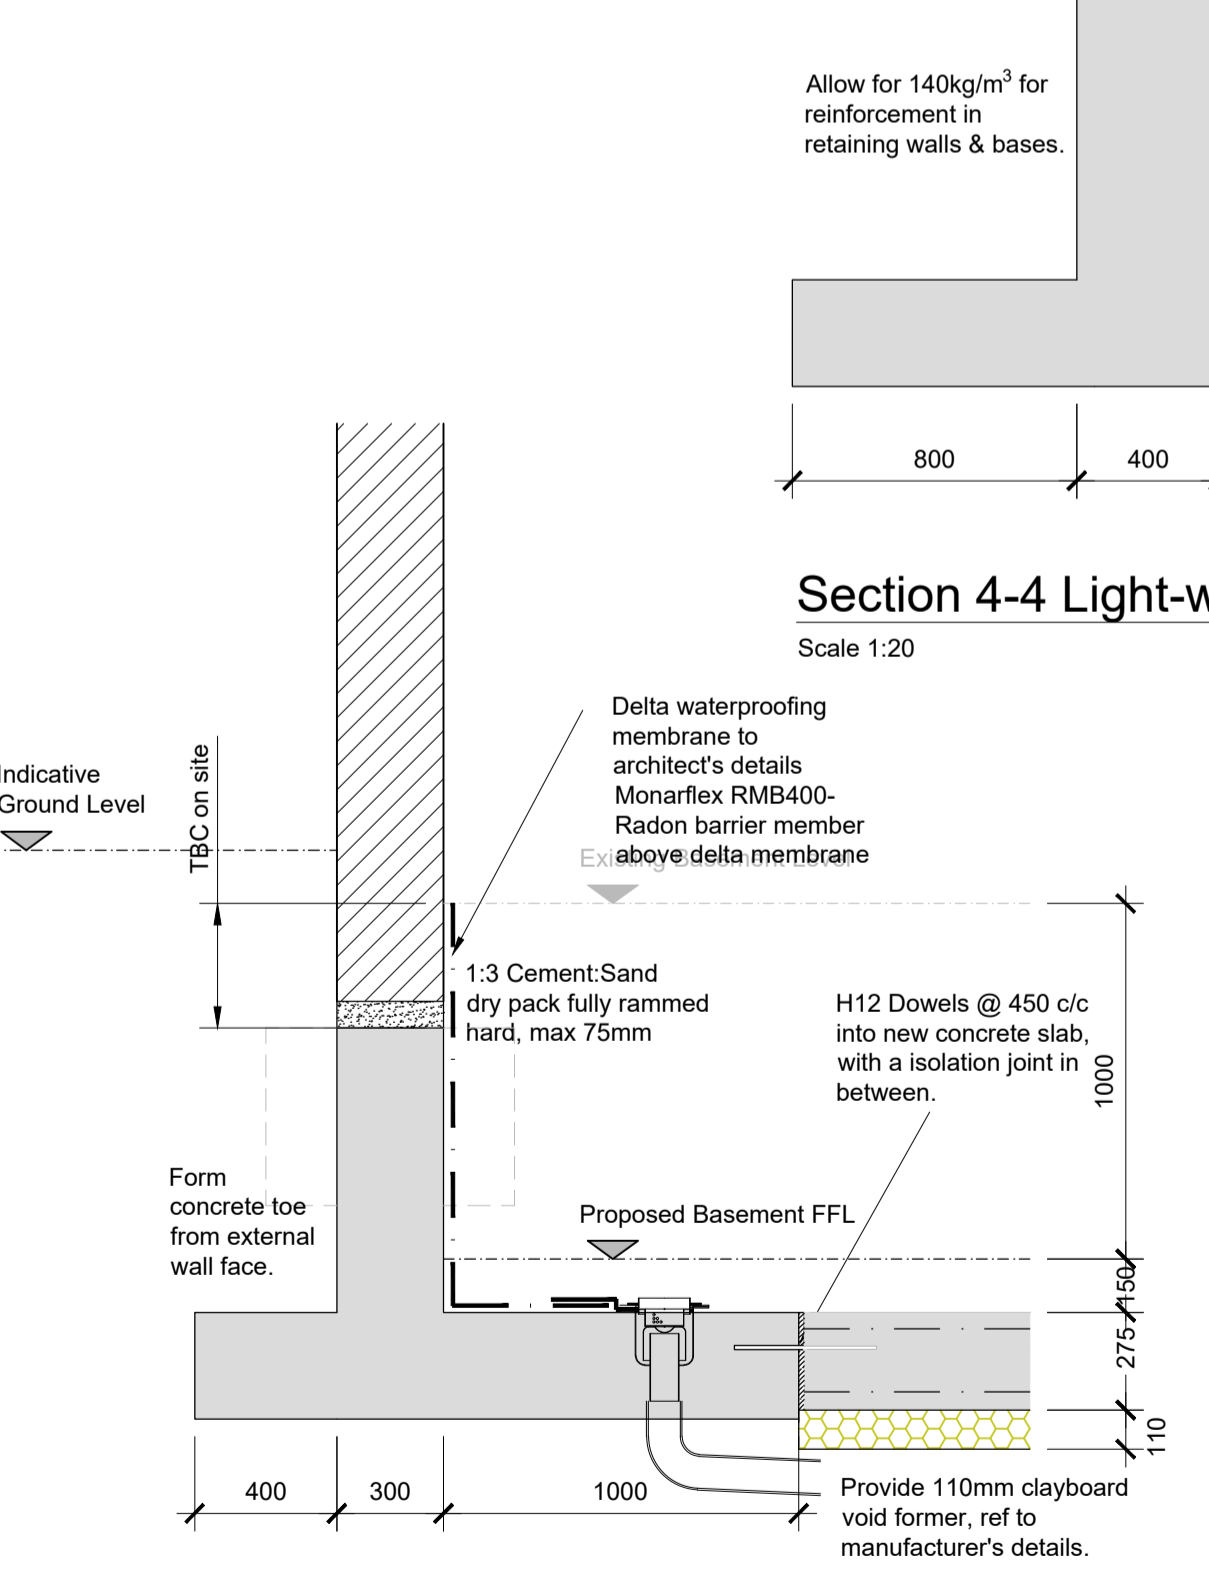 Allow for 140kg/m³ for
reinforcement in
retaining walls & bases.
800
400
Section 4-4 Light-w
Scale 1:20
Delta waterproofing
membrane to
architect's details
Monarflex RMB400-
Radon barrier member
above delta membrane
Existing Basement Level
Indicative
Ground Level
TBC on site
1:3 Cement:Sand
dry pack fully rammed
hard, max 75mm
H12 Dowels @ 450 c/c
into new concrete slab,
with a isolation joint in
between.
1000
Form
concrete toe
from external
wall face.
Proposed Basement FFL
150
275
110
400
300
1000
Provide 110mm clayboard
void former, ref to
manufacturer's details.